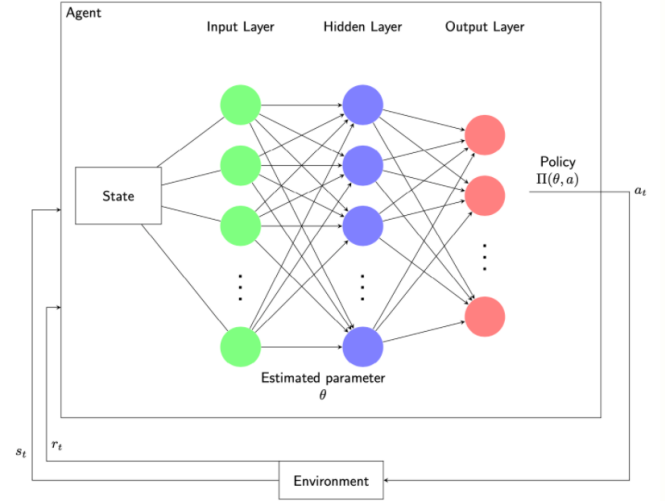 Agent
Input Layer
Hidden Layer
Output Layer
State
Policy
Π(θ, a)
a_t
Estimated parameter
θ
s_t
r_t
Environment